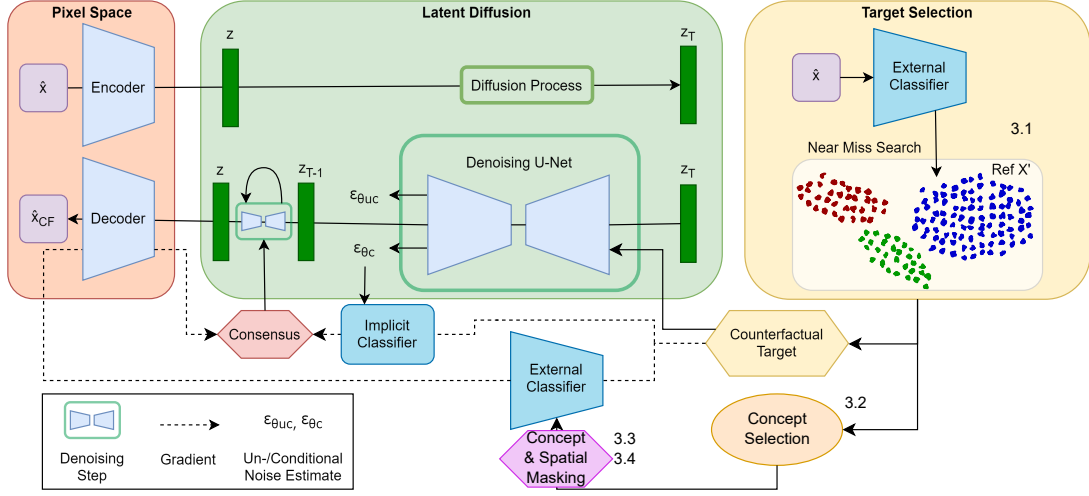 Pixel Space
Latent Diffusion
Target Selection
x̂
Encoder
z
Diffusion Process
z_T
x̂
External
Classifier
3.1
Near Miss Search
Ref X'
x̂_CF
Decoder
z
z_T-1
ε_θuc
ε_θc
Denoising U-Net
z_T
Consensus
Implicit
Classifier
External
Classifier
Counterfactual
Target
3.2
Concept
Selection
Concept
& Spatial
Masking
3.3
3.4
Denoising
Step
Gradient
ε_θuc, ε_θc
Un-/Conditional
Noise Estimate